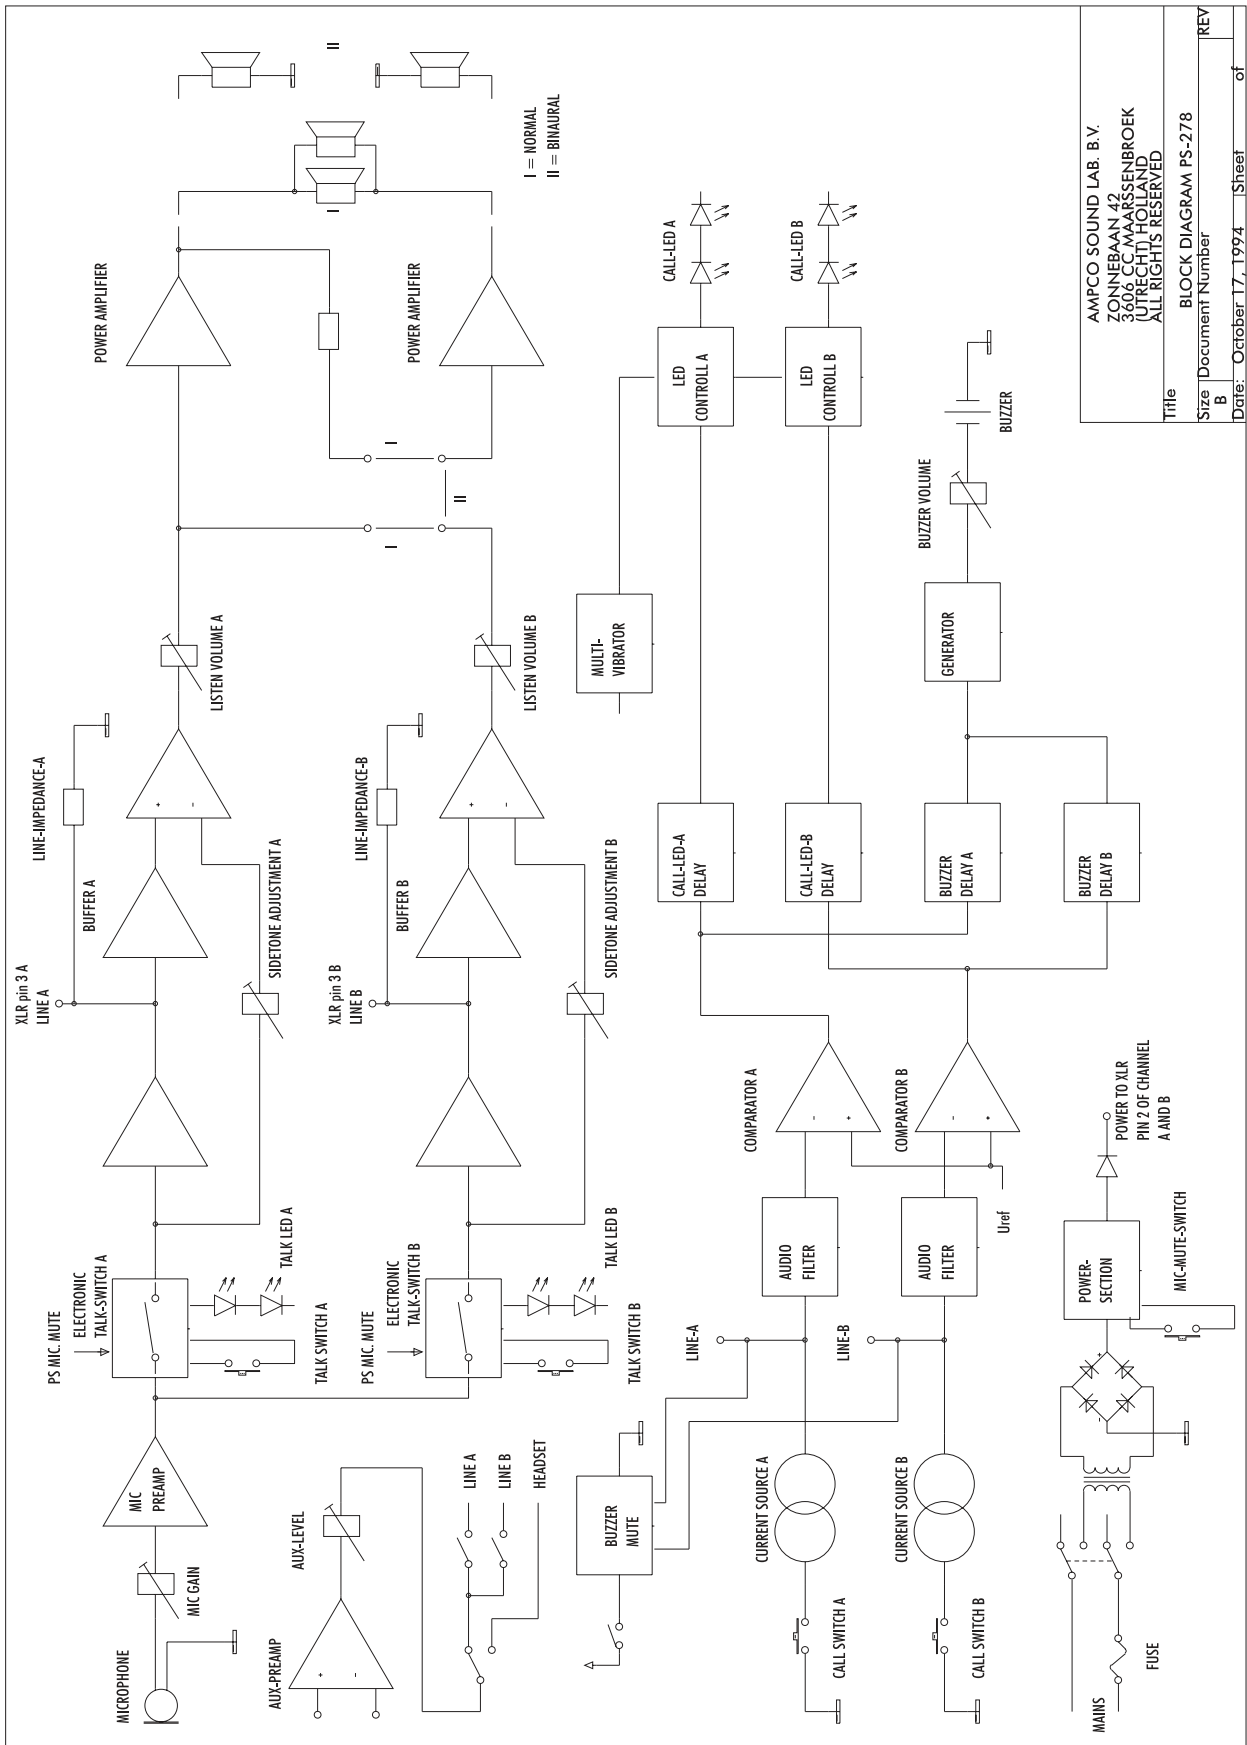 MICROPHONE
MIC GAIN
MIC
PREAMP
PS MIC. MUTE
ELECTRONIC
TALK-SWITCH A
TALK SWITCH A
TALK LED A
XLR pin 3 A
LINE A
BUFFER A
LINE-IMPEDANCE-A
SIDETONE ADJUSTMENT A
+
-
LISTEN VOLUME A
POWER AMPLIFIER
I
II
I = NORMAL
II = BINAURAL
AUX-PREAMP
+
-
AUX-LEVEL
LINE A
LINE B
HEADSET
PS MIC. MUTE
ELECTRONIC
TALK-SWITCH B
TALK SWITCH B
TALK LED B
XLR pin 3 B
LINE B
BUFFER B
LINE-IMPEDANCE-B
SIDETONE ADJUSTMENT B
+
-
LISTEN VOLUME B
I
II
I
POWER AMPLIFIER
BUZZER
MUTE
MULTI-
VIBRATOR
LINE-A
CURRENT SOURCE A
CALL SWITCH A
AUDIO
FILTER
COMPARATOR A
-
+
CALL-LED-A
DELAY
LED
CONTROLL A
CALL-LED A
LINE-B
CURRENT SOURCE B
CALL SWITCH B
AUDIO
FILTER
COMPARATOR B
-
+
Uref
CALL-LED-B
DELAY
LED
CONTROLL B
CALL-LED B
BUZZER
DELAY A
BUZZER
DELAY B
GENERATOR
BUZZER VOLUME
BUZZER
MAINS
FUSE
+
-
POWER-
SECTION
MIC-MUTE-SWITCH
POWER TO XLR
PIN 2 OF CHANNEL
A AND B
AMPCO SOUND LAB. B.V.
ZONNEBAAN 42
3606 CC MAARSSENBROEK
(UTRECHT) HOLLAND
ALL RIGHTS RESERVED
Title
BLOCK DIAGRAM PS-278
Size Document Number REV
B
Date: October 17, 1994 Sheet of